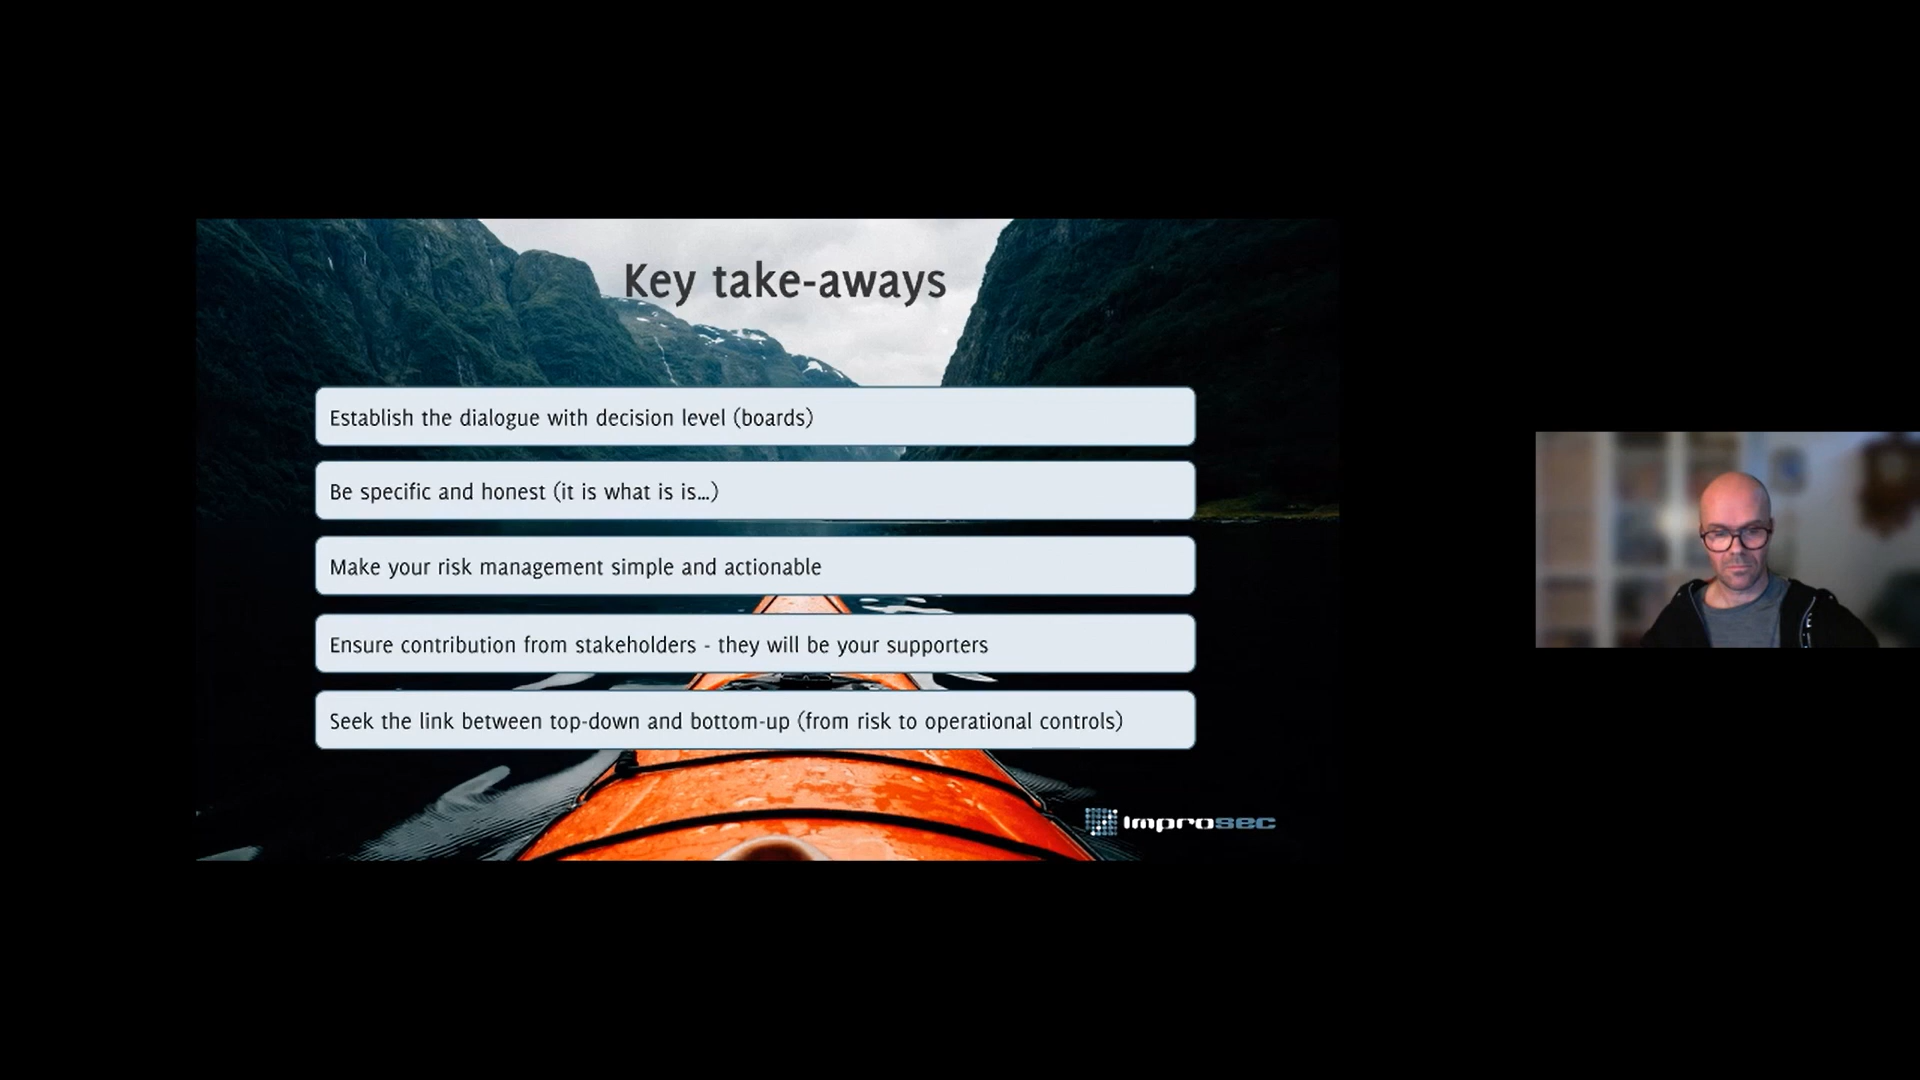 Key take-aways
Establish the dialogue with decision level (boards)
Be specific and honest (it is what is is...)
Make your risk management simple and actionable
Ensure contribution from stakeholders - they will be your supporters
Seek the link between top-down and bottom-up (from risk to operational controls)
Improsec